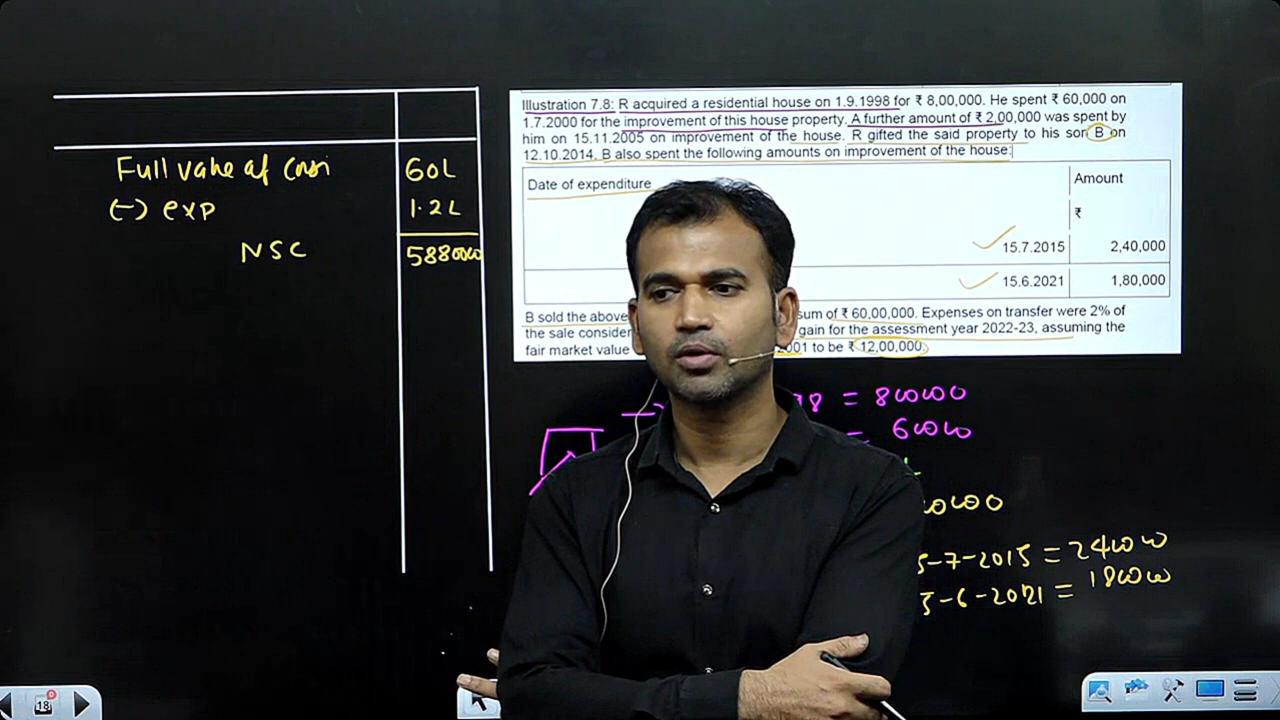 Full value of Consi 60L
(-) exp 1.2L
NSC 5880000
Illustration 7.8: R acquired a residential house on 1.9.1998 for ₹ 8,00,000. He spent ₹ 60,000 on
1.7.2000 for the improvement of this house property. A further amount of ₹ 2,00,000 was spent by
him on 15.11.2005 on improvement of the house. R gifted the said property to his son B on
12.10.2014. B also spent the following amounts on improvement of the house:
Date of expenditure Amount
₹
15.7.2015 2,40,000
15.6.2021 1,80,000
B sold the above sum of ₹ 60,00,000. Expenses on transfer were 2% of
the sale consider gain for the assessment year 2022-23, assuming the
fair market value 2001 to be ₹ 12,00,000.
98 = 800000
= 60000
00000
5-7-2015 = 240000
5-6-2021 = 180000
18
0